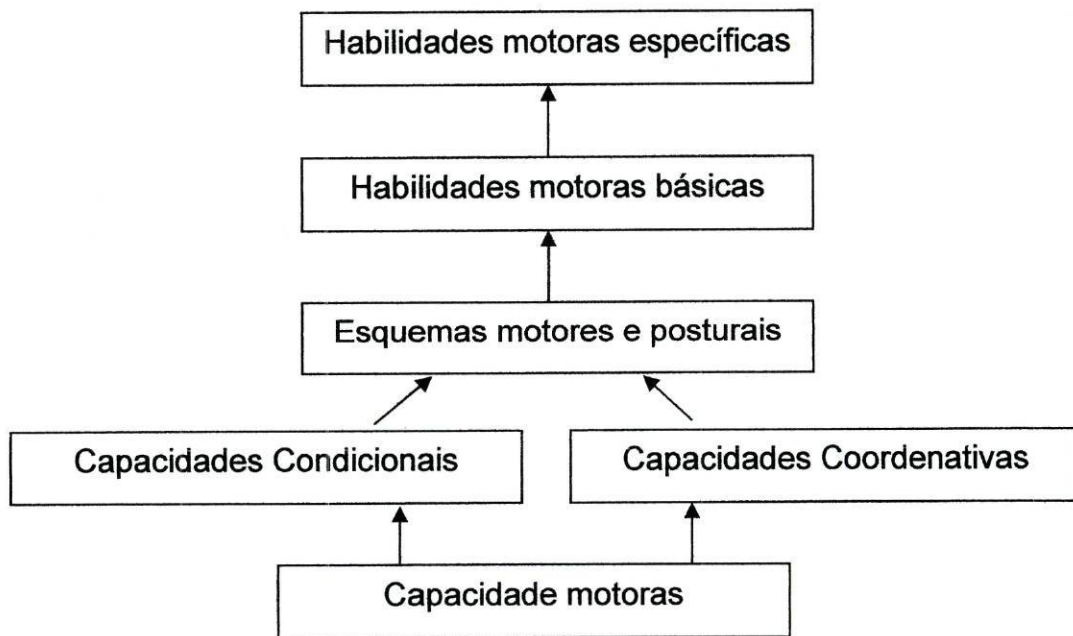 Habilidades motoras específicas
Habilidades motoras básicas
Esquemas motores e posturais
Capacidades Condicionais
Capacidades Coordenativas
Capacidade motoras